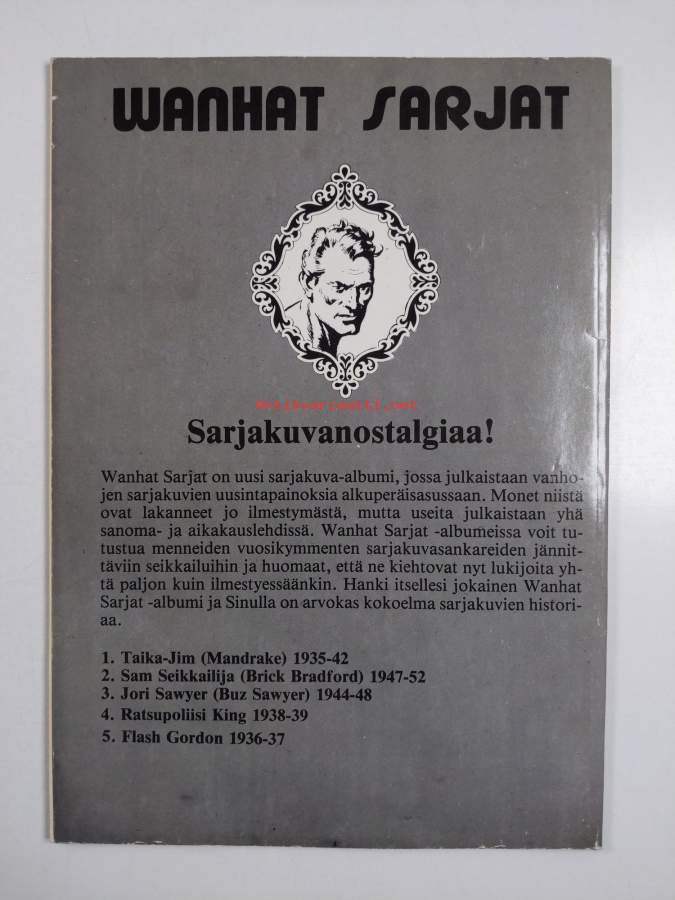 WANHAT SARJAT
Antikvariaatti.net
Sarjakuvanostalgiaa!
Wanhat Sarjat on uusi sarjakuva-albumi, jossa julkaistaan vanho-
jen sarjakuvien uusintapainoksia alkuperäisasussaan. Monet niistä
ovat lakanneet jo ilmestymästä, mutta useita julkaistaan yhä
sanoma- ja aikakauslehdissä. Wanhat Sarjat -albumeissa voit tu-
tustua menneiden vuosikymmenten sarjakuvasankareiden jännit-
täviin seikkailuihin ja huomaat, että ne kiehtovat nyt lukijoita yh-
tä paljon kuin ilmestyessäänkin. Hanki itsellesi jokainen Wanhat
Sarjat -albumi ja Sinulla on arvokas kokoelma sarjakuvien histori-
aa.
1. Taika-Jim (Mandrake) 1935-42
2. Sam Seikkailija (Brick Bradford) 1947-52
3. Jori Sawyer (Buz Sawyer) 1944-48
4. Ratsupoliisi King 1938-39
5. Flash Gordon 1936-37